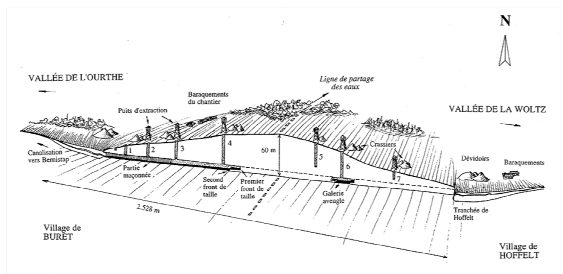 N
VALLÉE DE L'OURTHE
Puits d'extraction
Baraquements
du chantier
Ligne de partage
des eaux
VALLÉE DE LA WOLTZ
Crassiers
Dévidoirs
Baraquements
Canalisation
vers Bernistap
1
2
3
4
60 m
5
6
7
Partie
maçonnée
Second
front de
taille
Premier
front de
taille
Galerie
aveugle
Tranchée de
Hoffelt
2.528 m
Village de
BURET
Village de
HOFFELT